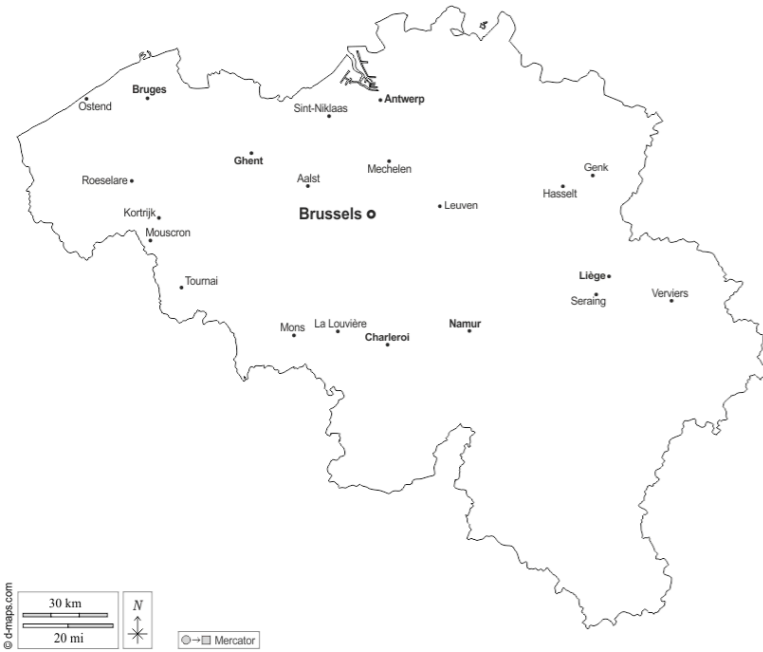 Bruges
Ostend
Antwerp
Sint-Niklaas
Ghent
Mechelen
Aalst
Genk
Roeselare
Hasselt
Leuven
Kortrijk
Brussels
Mouscron
Liège
Tournai
Seraing
Verviers
Mons
La Louvière
Charleroi
Namur
© d-maps.com
30 km
20 mi
N
Mercator